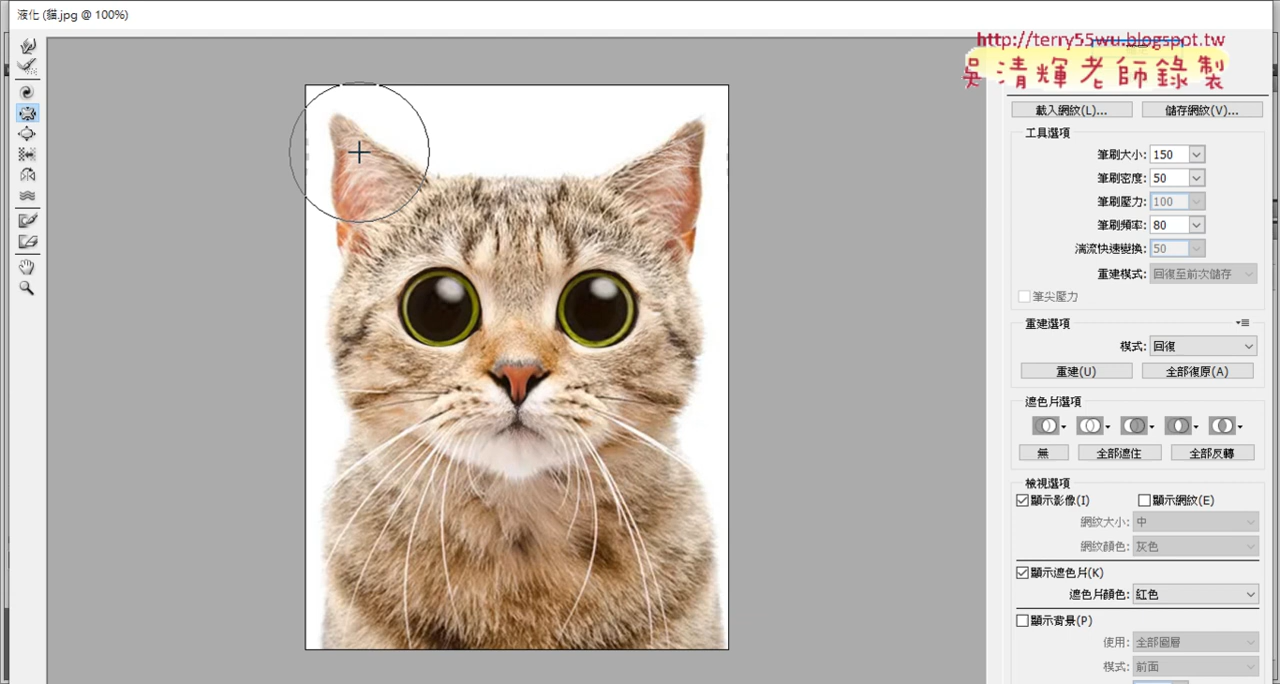 液化 (貓.jpg @ 100%)
http://terry55wu.blogspot.tw
吳清輝老師錄製
載入網紋(L)... 儲存網紋(V)...
工具選項
筆刷大小: 150
筆刷密度: 50
筆刷壓力: 100
筆刷頻率: 80
湍流快速變換: 50
重建模式: 回復至前次儲存
筆尖壓力
重建選項
模式: 回復
重建(U) 全部復原(A)
遮色片選項
無 全部遮住 全部反轉
檢視選項
顯示影像(I) 顯示網紋(E)
網紋大小: 中
網紋顏色: 灰色
顯示遮色片(K)
遮色片顏色: 紅色
顯示背景(P)
使用: 全部圖層
模式: 前面